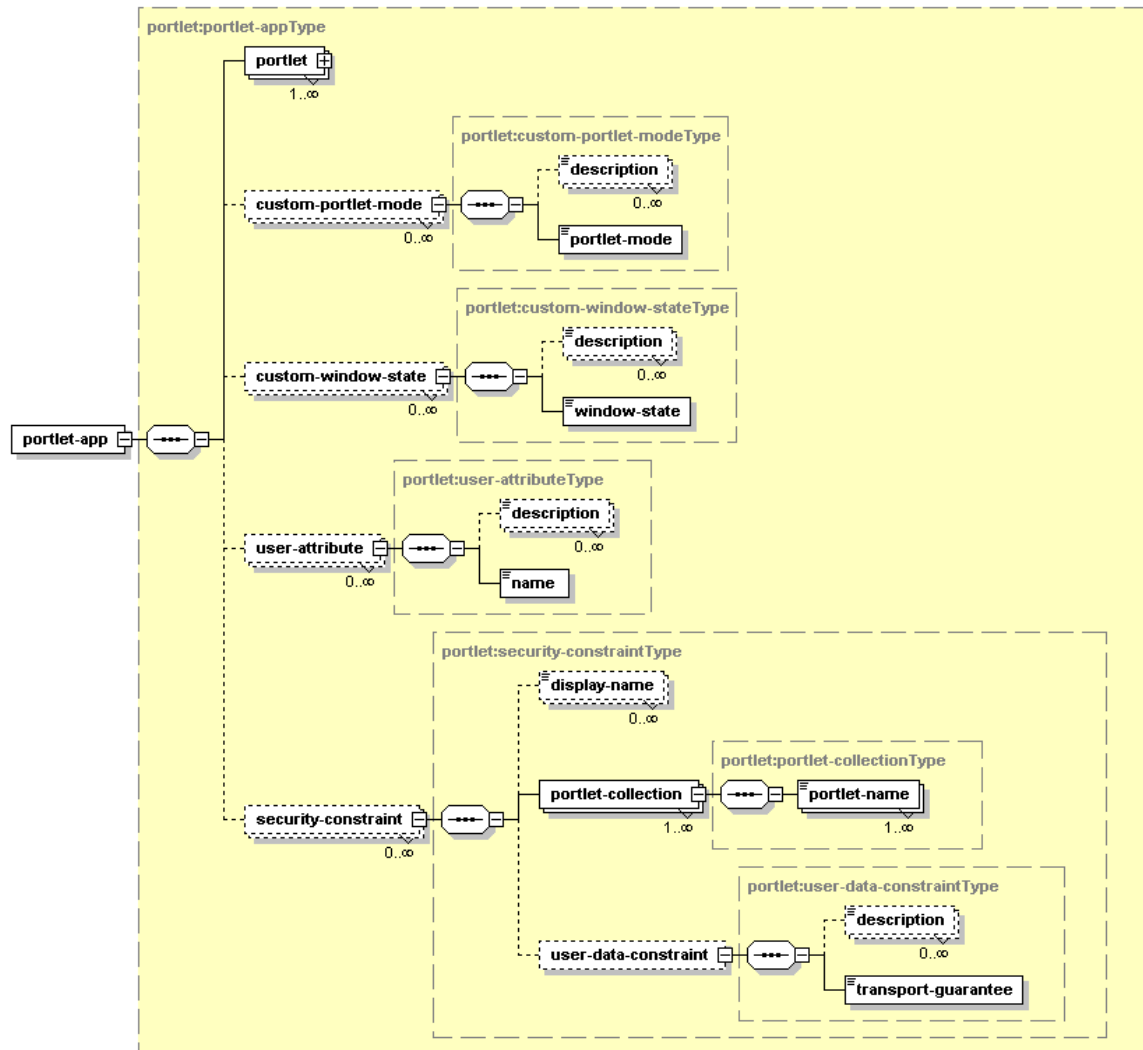 portlet:portlet-appType
portlet
1..∞
portlet:custom-portlet-modeType
description
0..∞
custom-portlet-mode
0..∞
portlet-mode
portlet:custom-window-stateType
description
0..∞
custom-window-state
0..∞
window-state
portlet-app
portlet:user-attributeType
description
0..∞
user-attribute
0..∞
name
portlet:security-constraintType
display-name
0..∞
portlet:portlet-collectionType
portlet-collection
1..∞
portlet-name
1..∞
security-constraint
0..∞
portlet:user-data-constraintType
description
0..∞
user-data-constraint
transport-guarantee